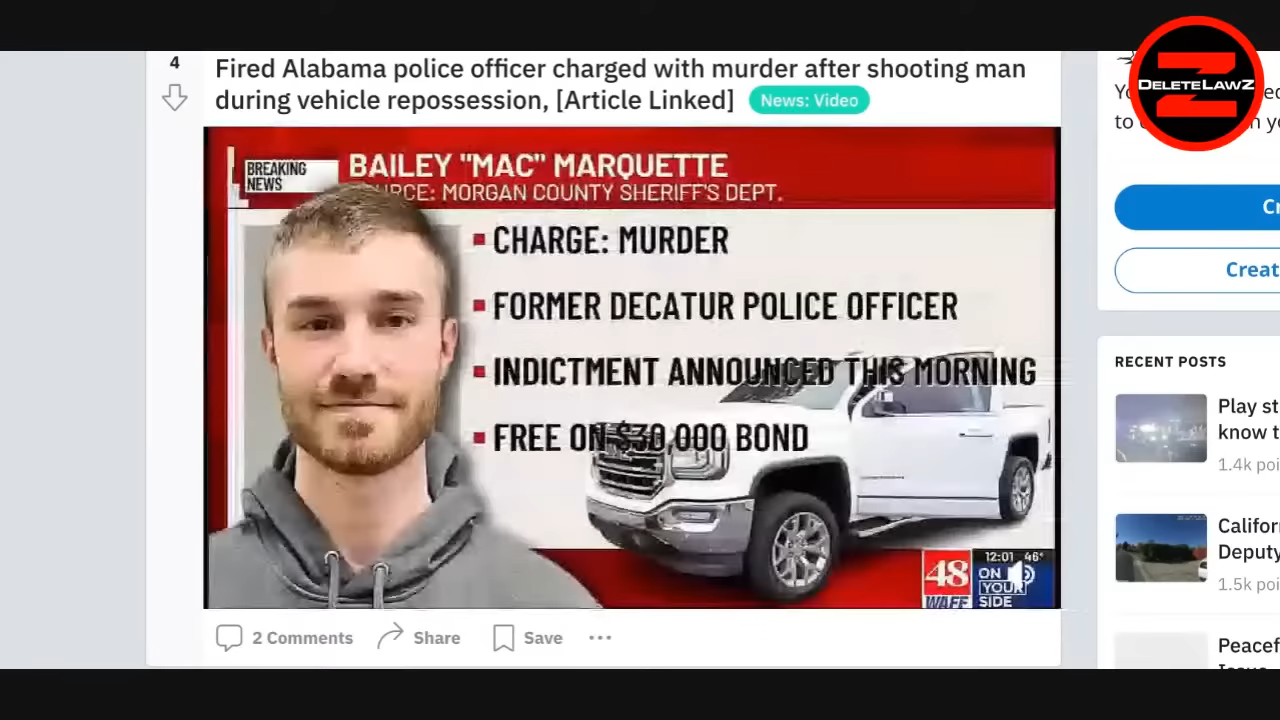 4
Fired Alabama police officer charged with murder after shooting man
during vehicle repossession, [Article Linked] News: Video
BREAKING
NEWS
BAILEY "MAC" MARQUETTE
RCE: MORGAN COUNTY SHERIFF'S DEPT.
CHARGE: MURDER
FORMER DECATUR POLICE OFFICER
INDICTMENT ANNOUNCED THIS MORNING
FREE ON $30,000 BOND
48
WAFF
12:01 46°
ON
YOUR
SIDE
2 Comments Share Save
DELETELAWZ
to
Creat
RECENT POSTS
Play st
know t
1.4k poi
Califor
Deputy
1.5k poi
Peacef